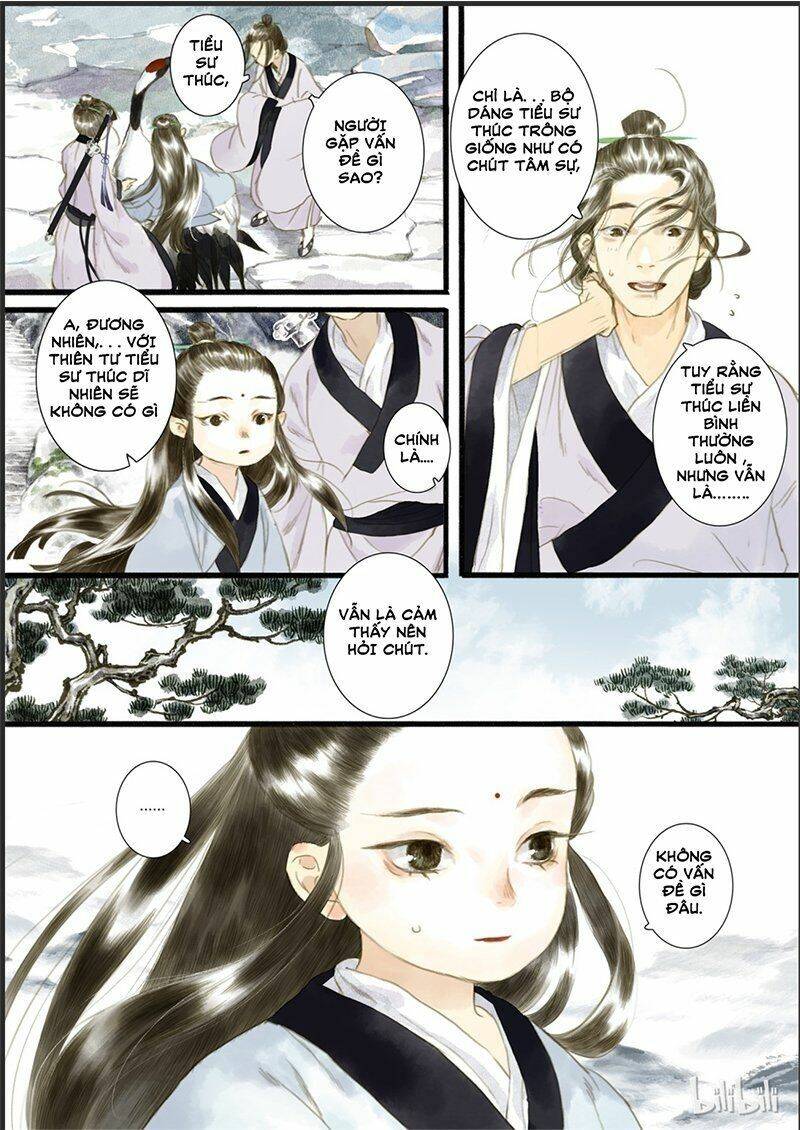 TIỂU
SƯ
THÚC,
NGƯỜI
GẶP VẤN
ĐỀ GÌ
SAO?
CHỈ LÀ. . . BỘ
DÁNG TIỂU SƯ
THÚC TRÔNG
GIỐNG NHƯ CÓ
CHÚT TÂM SỰ,
TUY RẰNG
TIỂU SƯ
THÚC LIÊN
BÌNH
THƯỜNG
LUÔN ,
NHƯNG VẪN
LÀ........
A, ĐƯƠNG
NHIÊN,. . . VỚI
THIÊN TƯ TIỂU
SƯ THÚC DĨ
NHIÊN SẼ
KHÔNG CÓ GÌ
CHÍNH
LÀ....
VẪN LÀ CẢM
THẤY NÊN
HỎI CHÚT.
......
KHÔNG
CÓ VẤN
ĐỀ GÌ
ĐÂU.
bilibili